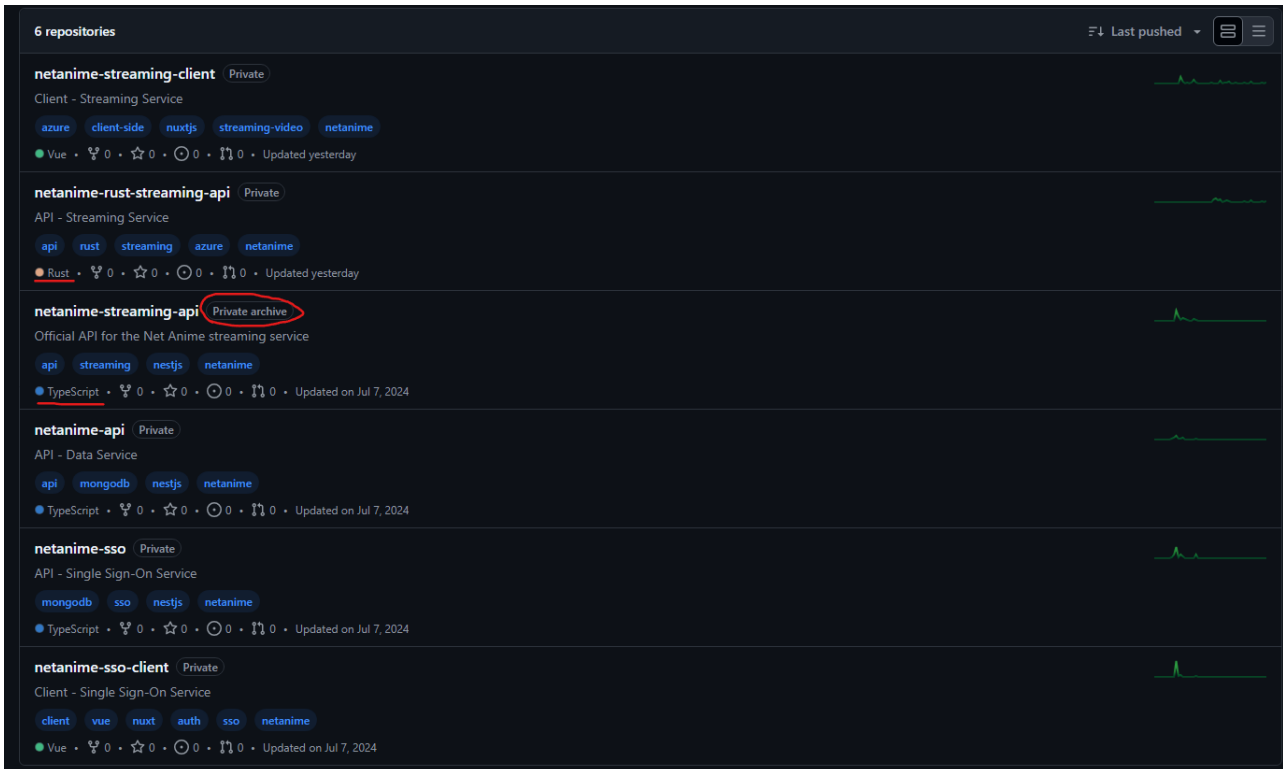 6 repositories
Last pushed
netanime-streaming-client Private
Client - Streaming Service
azure client-side nuxtjs streaming-video netanime
Vue • 0 • 0 • 0 • 0 • Updated yesterday
netanime-rust-streaming-api Private
API - Streaming Service
api rust streaming azure netanime
Rust • 0 • 0 • 0 • 0 • Updated yesterday
netanime-streaming-api Private archive
Official API for the Net Anime streaming service
api streaming nestjs netanime
TypeScript • 0 • 0 • 0 • 0 • Updated on Jul 7, 2024
netanime-api Private
API - Data Service
api mongodb nestjs netanime
TypeScript • 0 • 0 • 0 • 0 • Updated on Jul 7, 2024
netanime-sso Private
API - Single Sign-On Service
mongodb sso nestjs netanime
TypeScript • 0 • 0 • 0 • 0 • Updated on Jul 7, 2024
netanime-sso-client Private
Client - Single Sign-On Service
client vue nuxt auth sso netanime
Vue • 0 • 0 • 0 • 0 • Updated on Jul 7, 2024